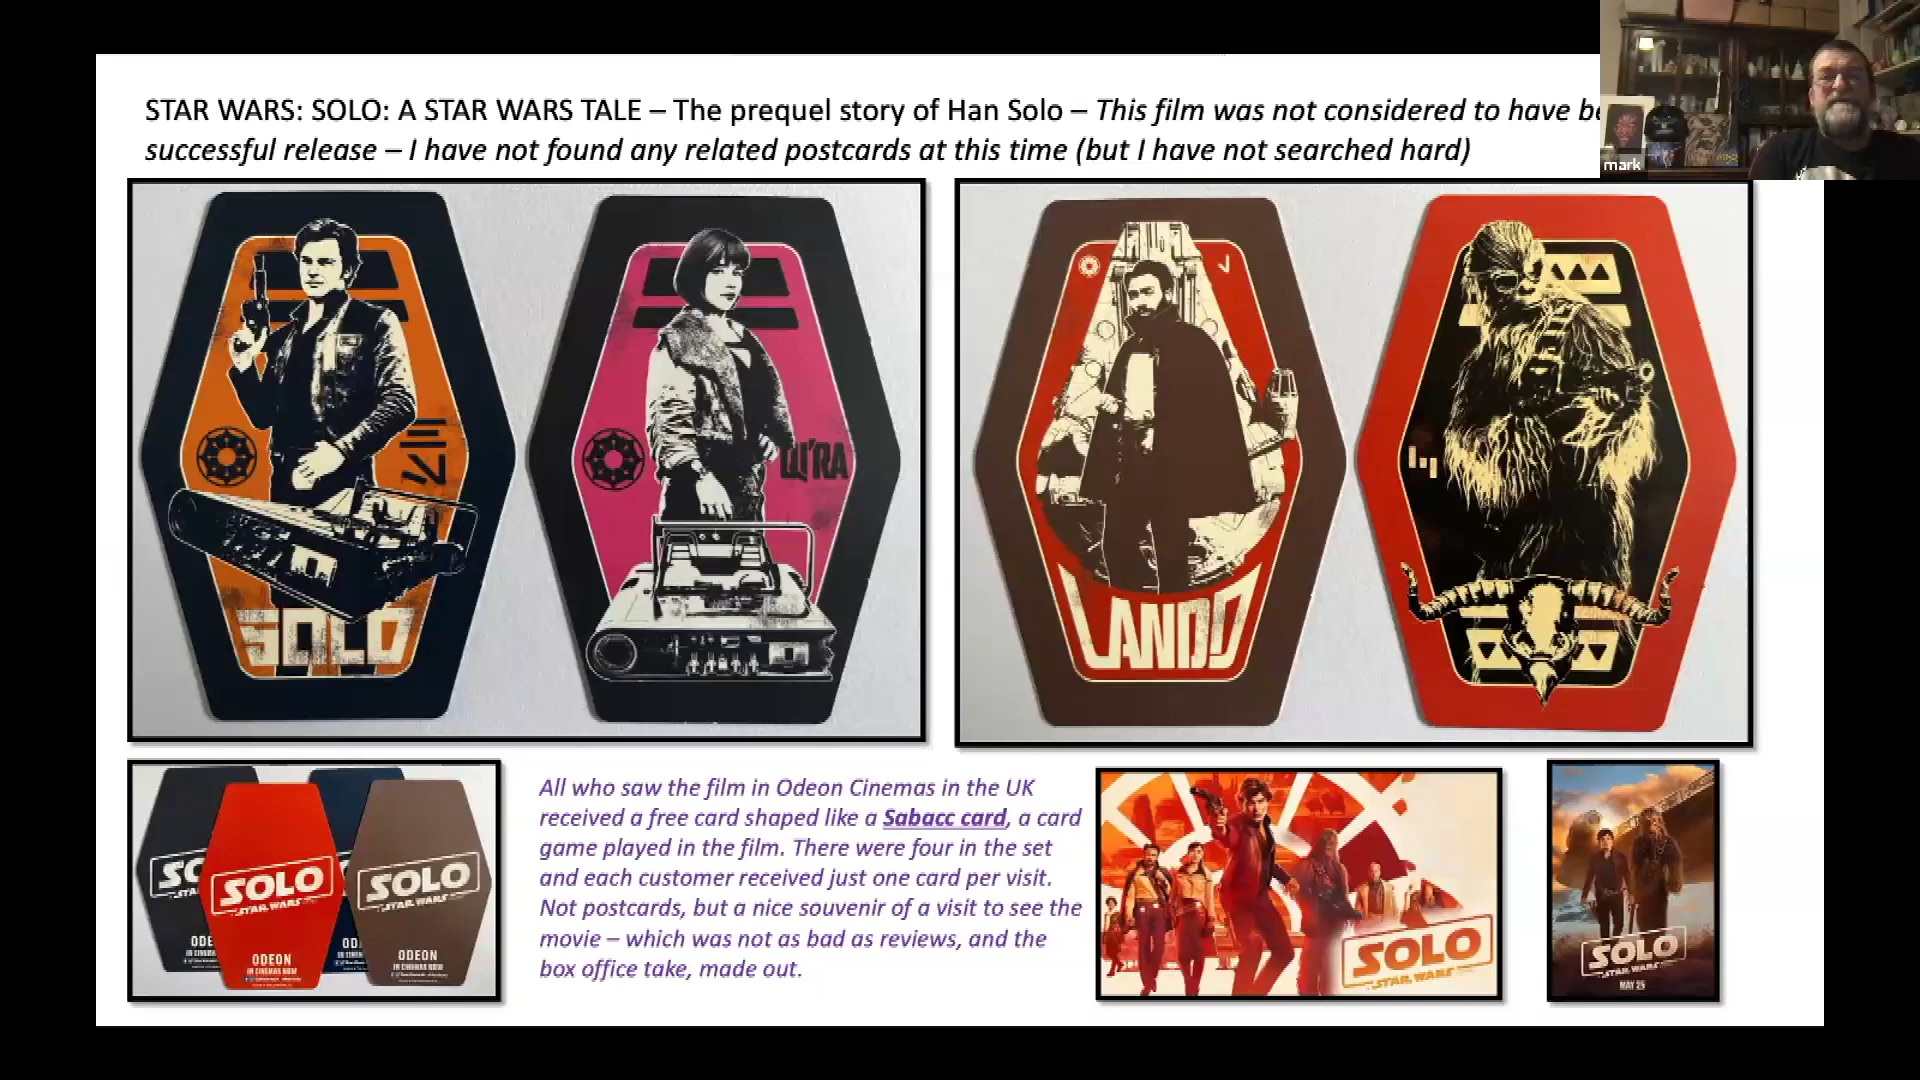 STAR WARS: SOLO: A STAR WARS TALE – The prequel story of Han Solo – This film was not considered to have be
successful release – I have not found any related postcards at this time (but I have not searched hard)
mark
SOLO
QI'RA
LANDO
SO
STAR
SOLO
STAR WARS
SOLO
STAR WARS
ODE
IN CINEM
ODEON
IN CINEMAS NOW
OD
ODEON
IN CINEMAS NOW
All who saw the film in Odeon Cinemas in the UK
received a free card shaped like a Sabacc card, a card
game played in the film. There were four in the set
and each customer received just one card per visit.
Not postcards, but a nice souvenir of a visit to see the
movie – which was not as bad as reviews, and the
box office take, made out.
SOLO
STAR WARS
SOLO
STAR WARS
MAY 25